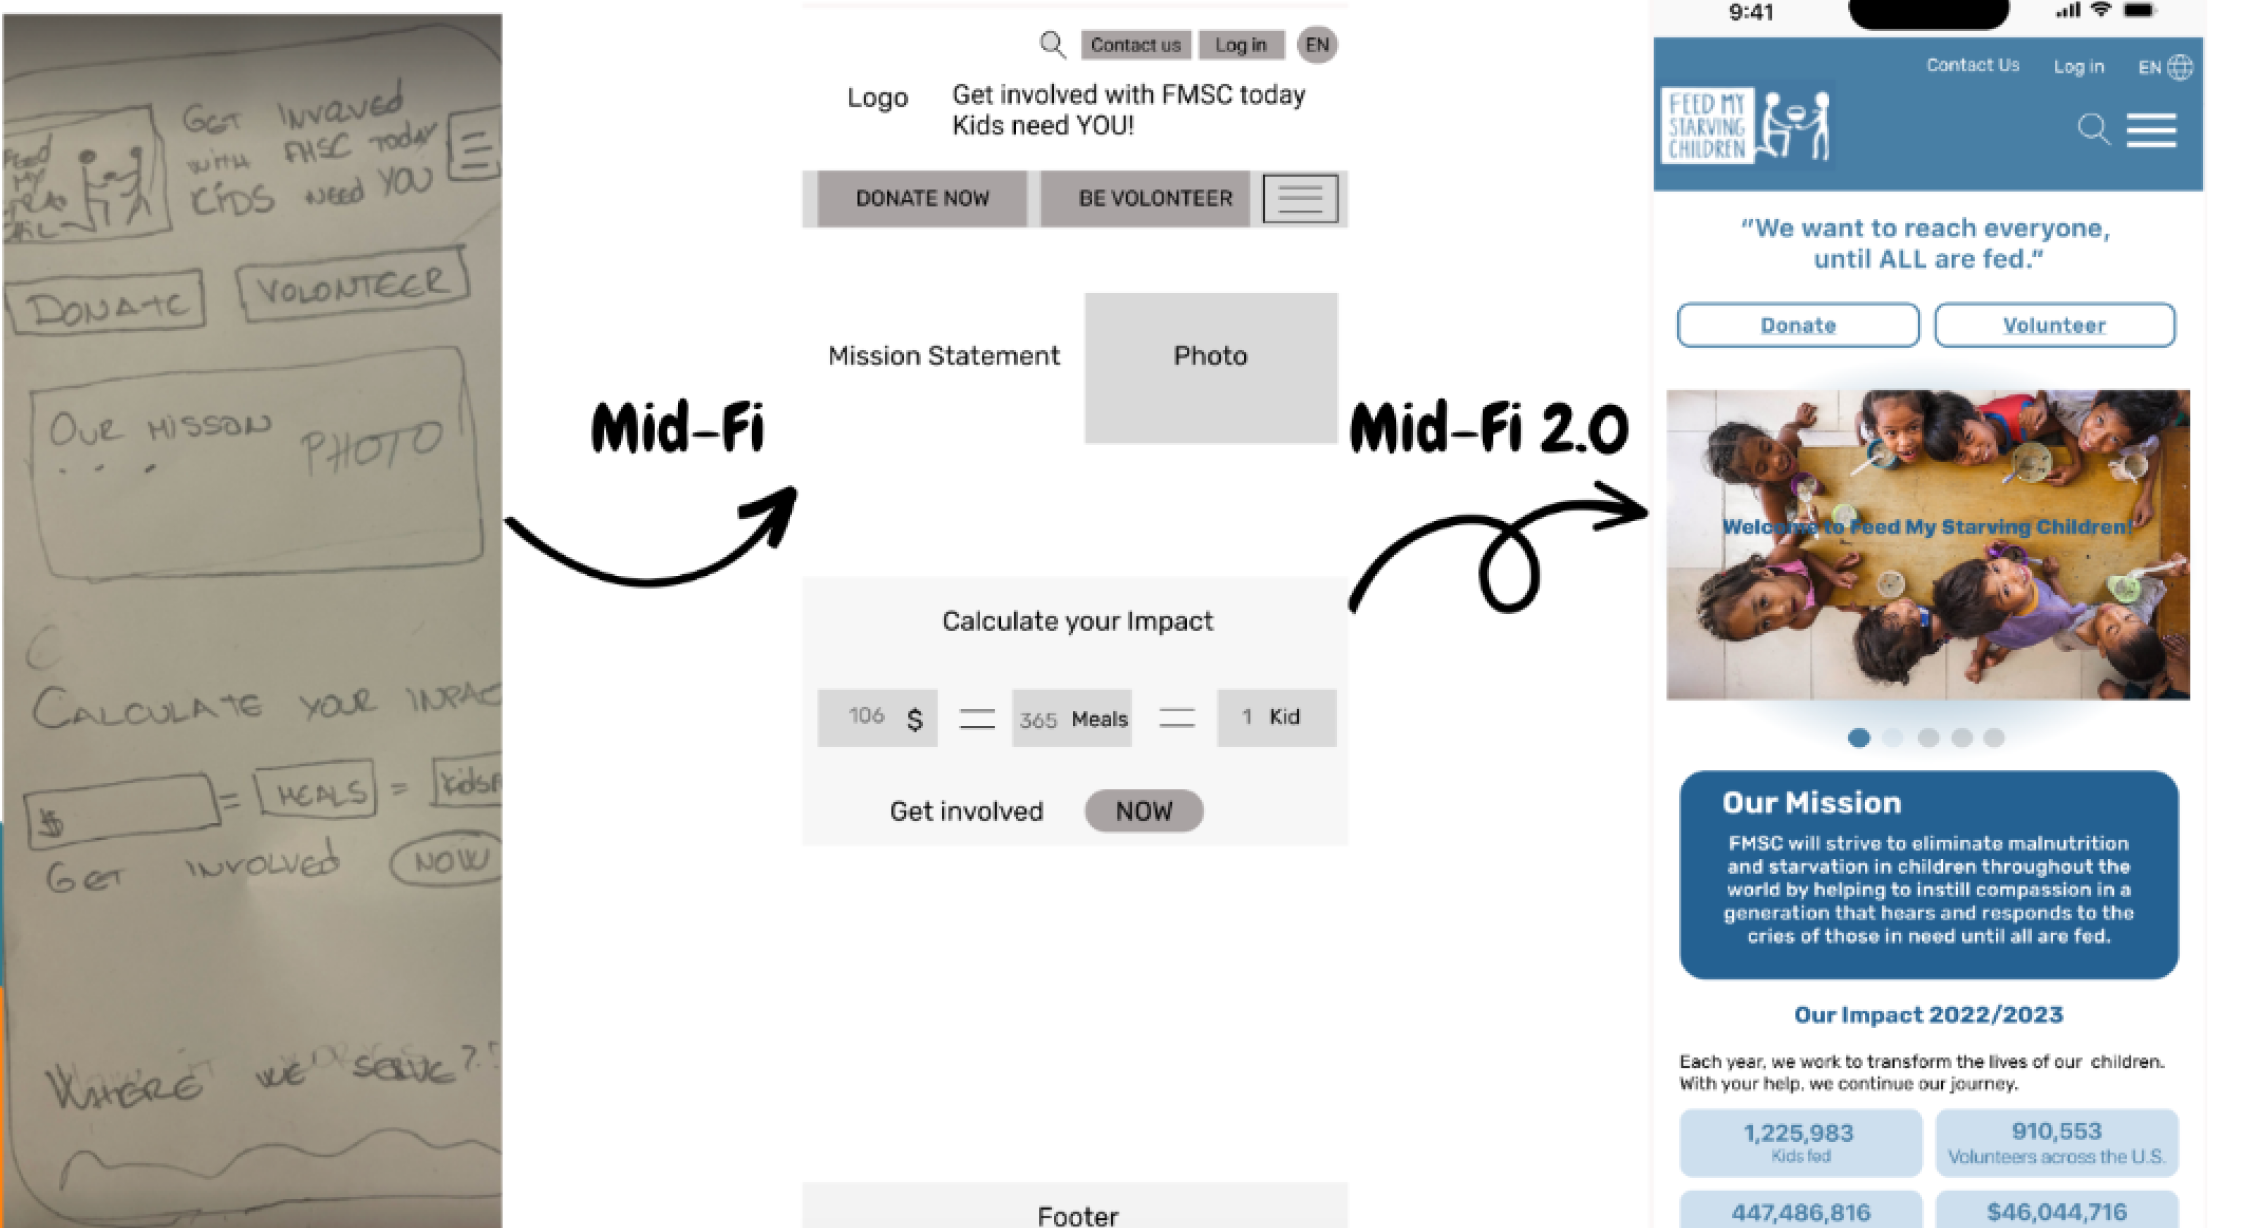 FEED
MY
GET INVOLVED
WITH FMSC TODAY
KIDS NEED YOU
DONATE
VOLONTEER
OUR MISSON
. . .
PHOTO
C
CALCULATE YOUR INPAC
$
=
MEALS
=
GET INVOLVED
NOW
WHERE WE SERVE?
Mid-Fi
Contact us
Log in
EN
Logo
Get involved with FMSC today
Kids need YOU!
DONATE NOW
BE VOLONTEER
Mission Statement
Photo
Calculate your Impact
106 $
=
365 Meals
=
1 Kid
Get involved
NOW
Footer
Mid-Fi 2.0
9:41
Contact Us
Log in
EN
FEED MY
STARVING
CHILDREN
“We want to reach everyone,
until ALL are fed.”
Donate
Volunteer
Welcome to Feed My Starving Children!
Our Mission
FMSC will strive to eliminate malnutrition
and starvation in children throughout the
world by helping to instill compassion in a
generation that hears and responds to the
cries of those in need until all are fed.
Our Impact 2022/2023
Each year, we work to transform the lives of our children.
With your help, we continue our journey.
1,225,983
Kids fed
910,553
Volunteers across the U.S.
447,486,816
$46,044,716